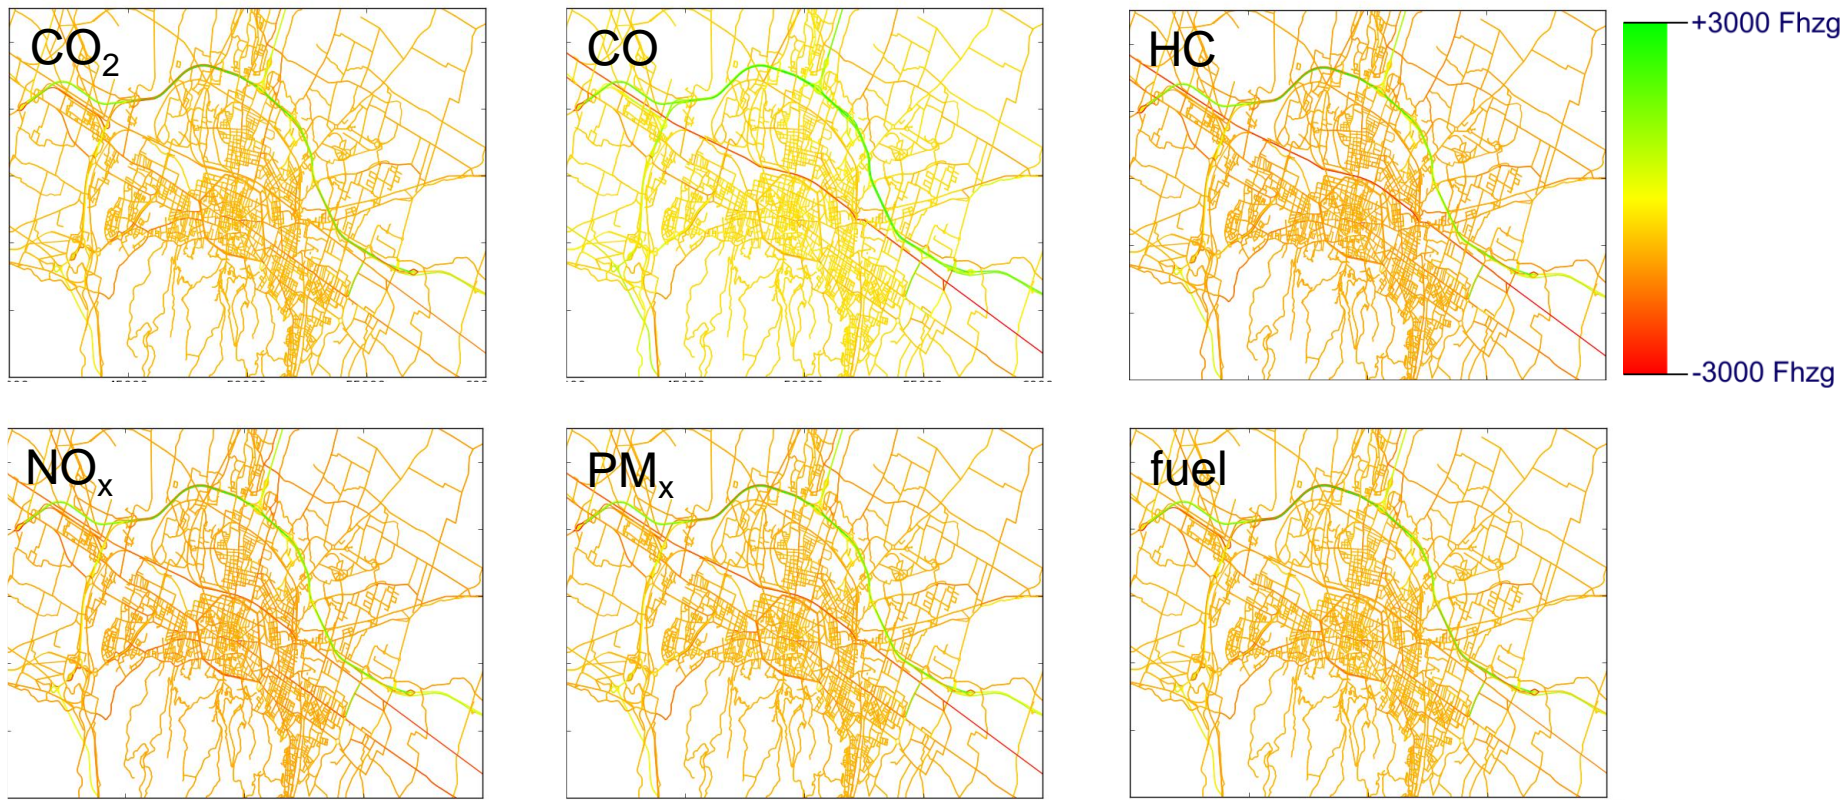 CO₂
CO
HC
+3000 Fhzg
-3000 Fhzg
NOₓ
PMₓ
fuel